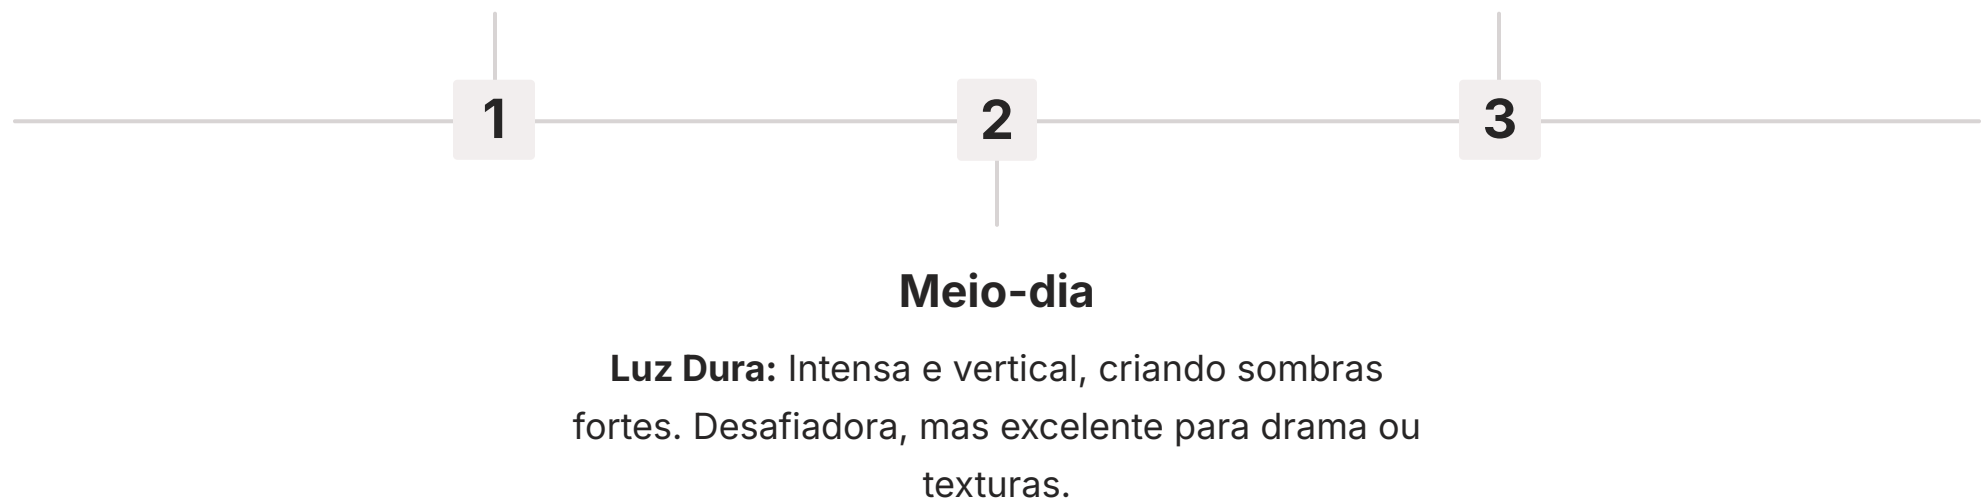 1
2
3
Meio-dia
Luz Dura: Intensa e vertical, criando sombras
fortes. Desafiadora, mas excelente para drama ou
texturas.